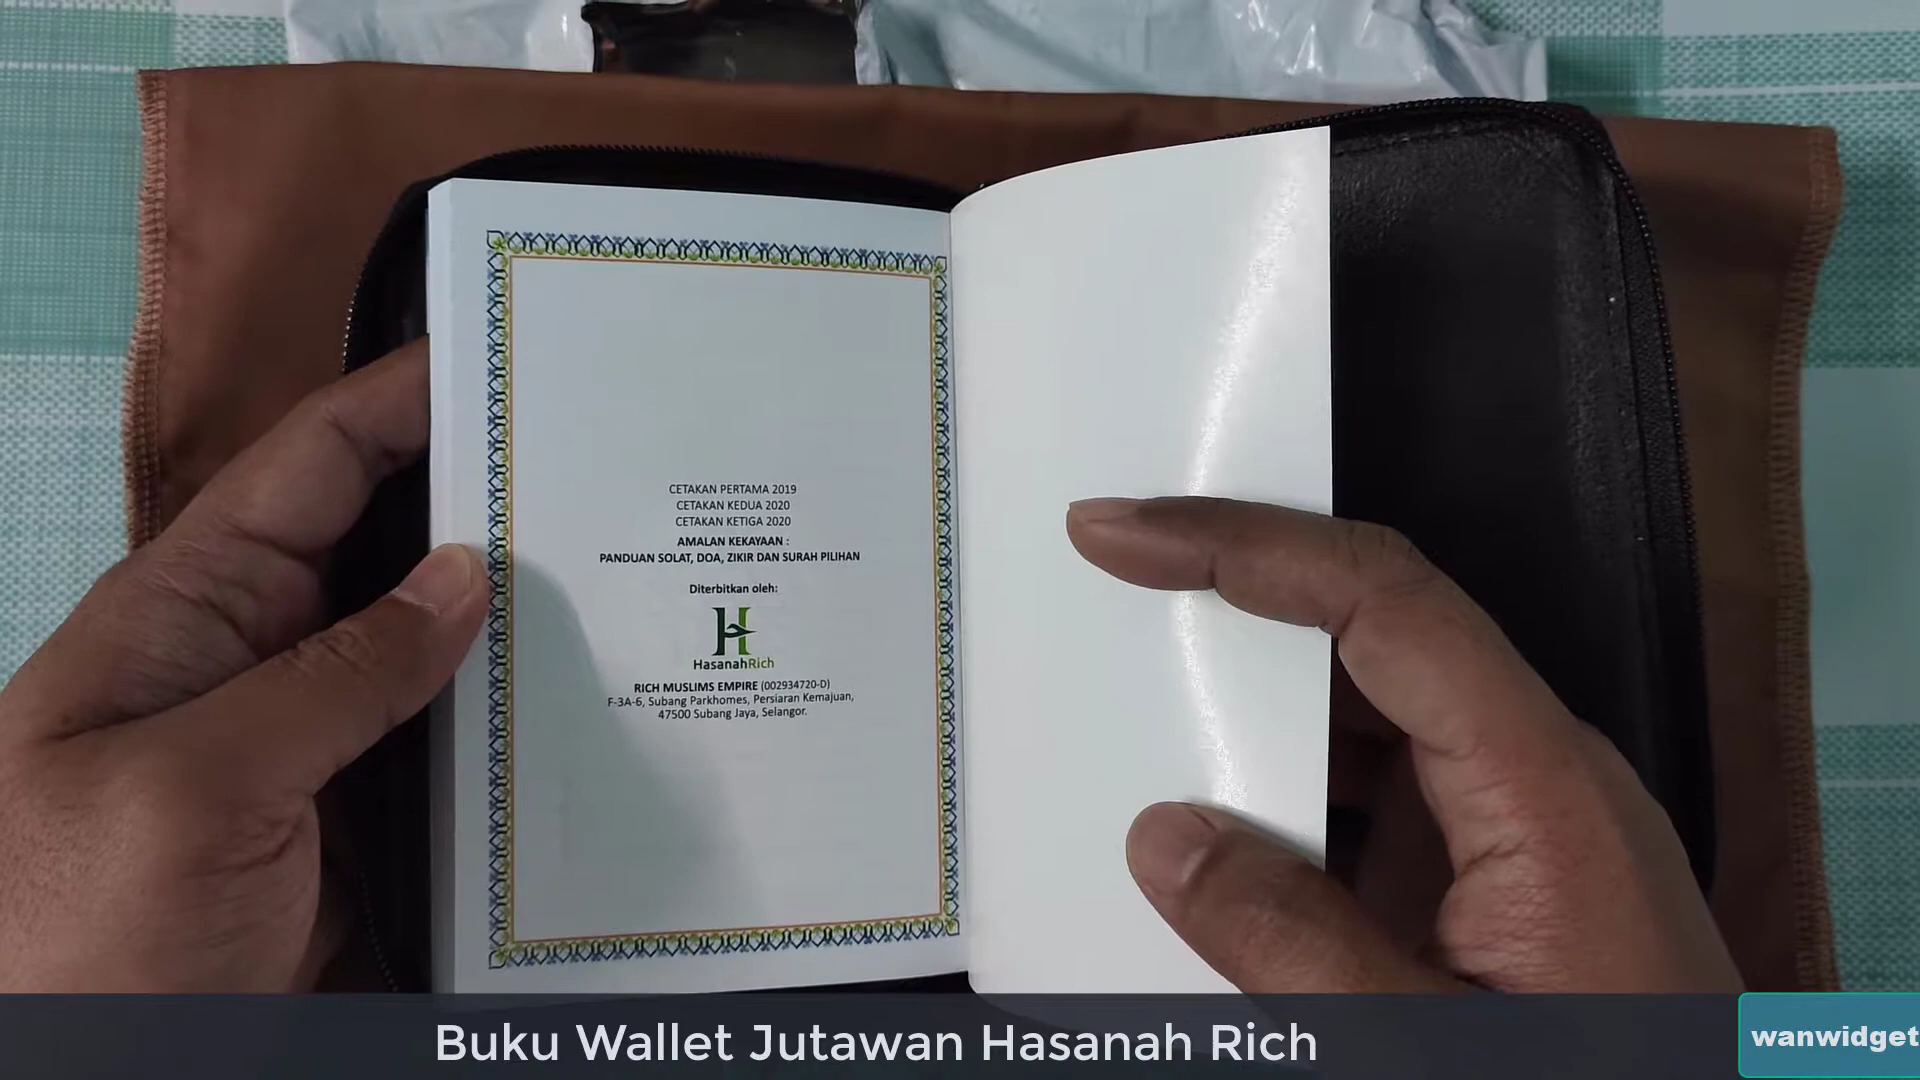 CETAKAN PERTAMA 2019
CETAKAN KEDUA 2020
CETAKAN KETIGA 2020
AMALAN KEKAYAAN :
PANDUAN SOLAT, DOA, ZIKIR DAN SURAH PILIHAN
Diterbitkan oleh:
HasanahRich
RICH MUSLIMS EMPIRE (002934720-D)
F-3A-6, Subang Parkhomes, Persiaran Kemajuan,
47500 Subang Jaya, Selangor.
Buku Wallet Jutawan Hasanah Rich
wanwidget